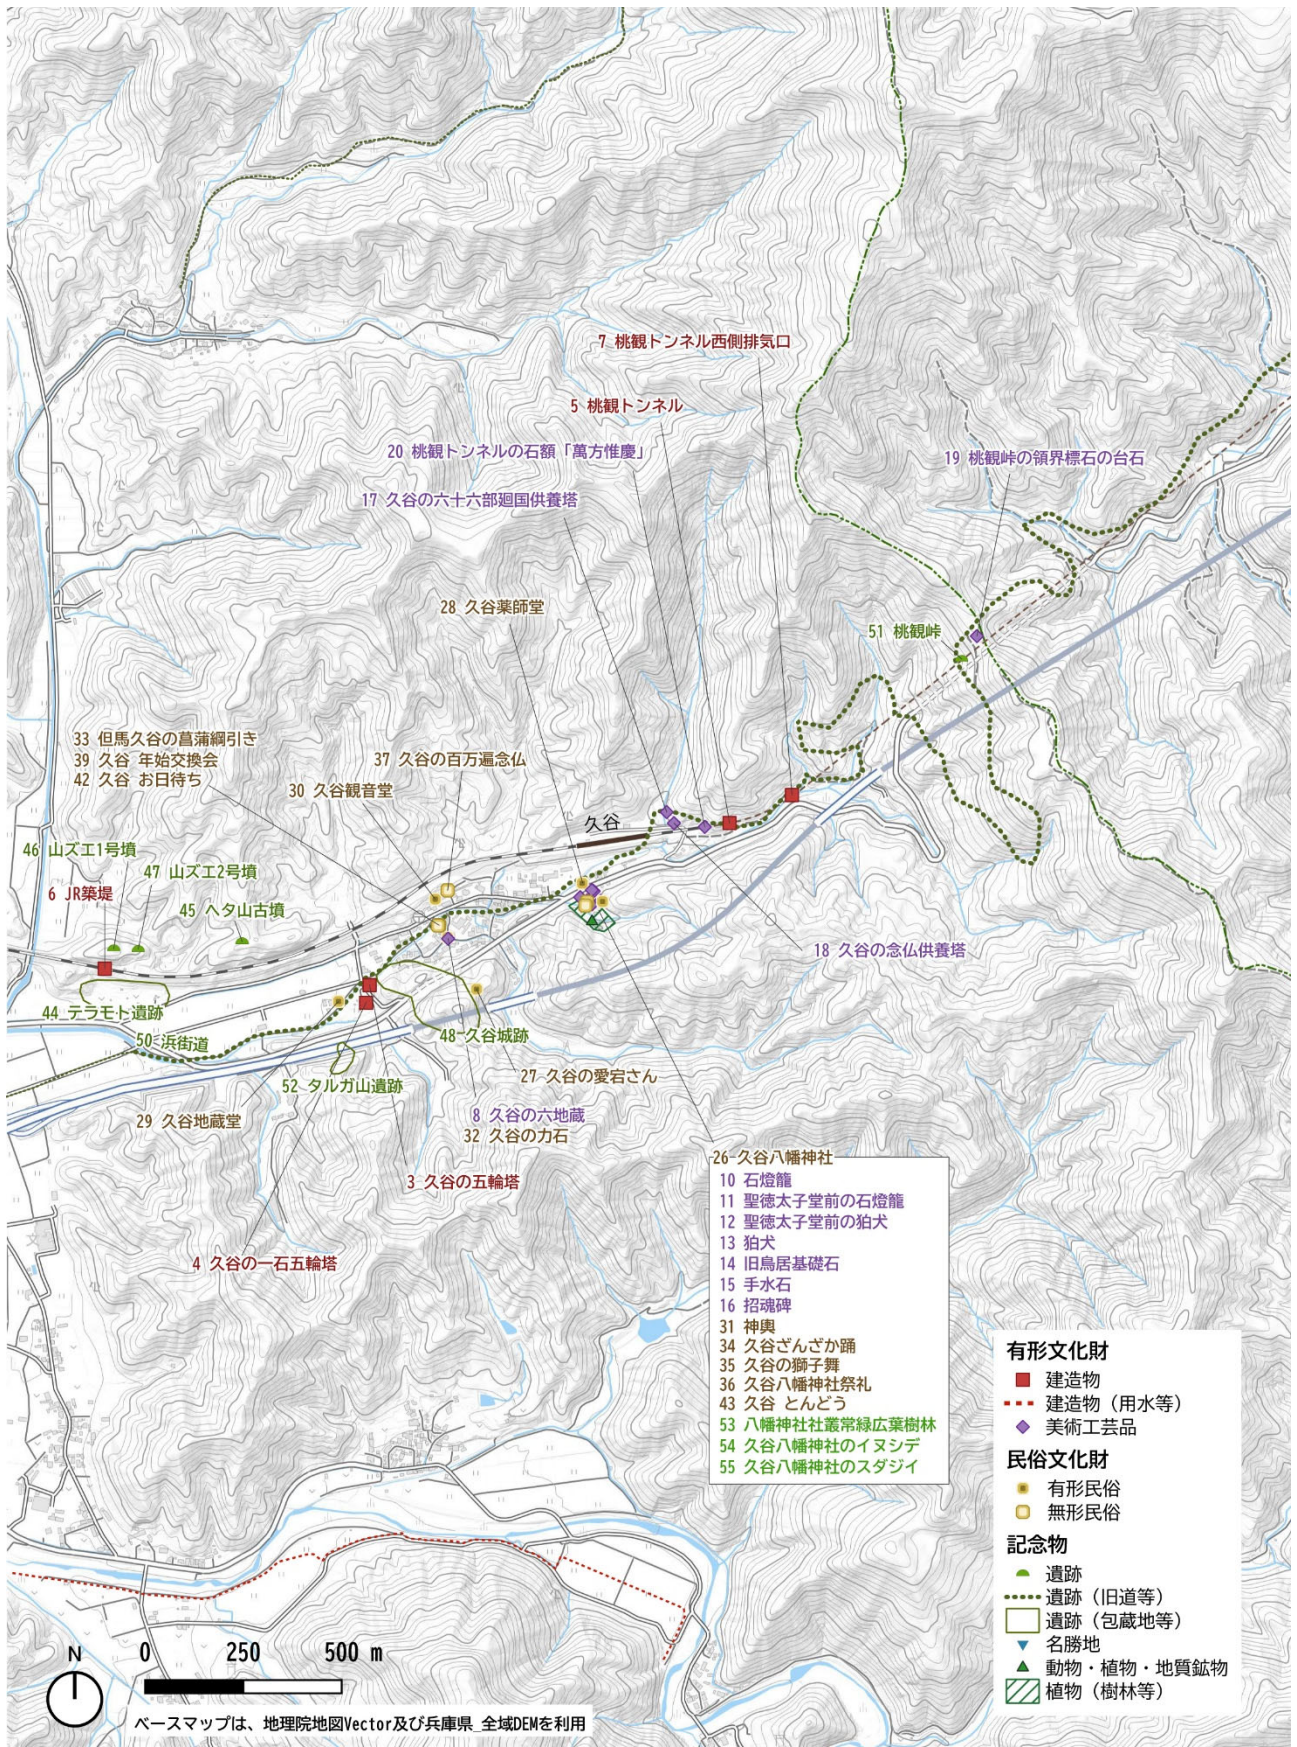 7 桃観トンネル西側排気口
5 桃観トンネル
20 桃観トンネルの石額「萬方惟慶」
19 桃観峠の領界標石の台石
17 久谷の六十六部廻国供養塔
28 久谷薬師堂
51 桃観峠
33 但馬久谷の菖蒲綱引き
39 久谷 年始交換会
42 久谷 お日待ち
37 久谷の百万遍念仏
30 久谷観音堂
久谷
46 山ズエ1号墳
47 山ズエ2号墳
6 JR築堤
45 ヘタ山古墳
18 久谷の念仏供養塔
44 テラモト遺跡
50 浜街道
48 久谷城跡
52 タルガ山遺跡
27 久谷の愛宕さん
29 久谷地蔵堂
8 久谷の六地蔵
32 久谷の力石
3 久谷の五輪塔
4 久谷の一石五輪塔
26 久谷八幡神社
10 石燈籠
11 聖徳太子堂前の石燈籠
12 聖徳太子堂前の狛犬
13 狛犬
14 旧鳥居基礎石
15 手水石
16 招魂碑
31 神輿
34 久谷ざんざか踊
35 久谷の獅子舞
36 久谷八幡神社祭礼
43 久谷 とんどう
53 八幡神社社叢常緑広葉樹林
54 久谷八幡神社のイヌシデ
55 久谷八幡神社のスダジイ
有形文化財
建造物
建造物（用水等）
美術工芸品
民俗文化財
有形民俗
無形民俗
記念物
遺跡
遺跡（旧道等）
遺跡（包蔵地等）
名勝地
動物・植物・地質鉱物
植物（樹林等）
N
0 250 500 m
ベースマップは、地理院地図Vector及び兵庫県_全域DEMを利用